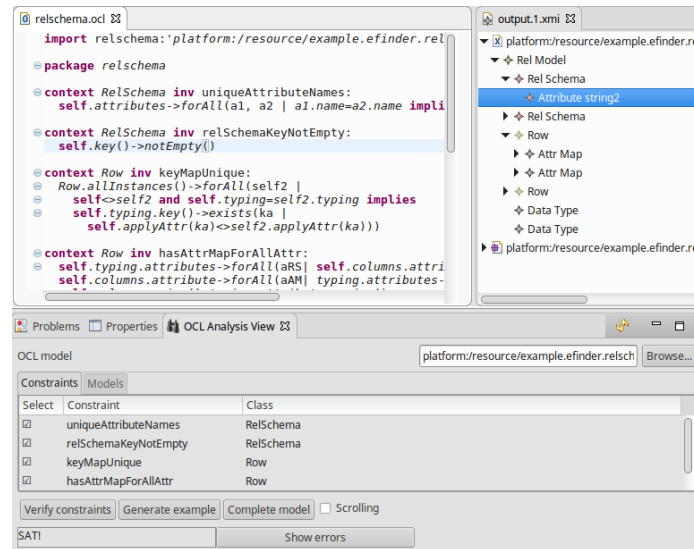 relschema.ocl
import relschema:'platform:/resource/example.efinder.rel
package relschema
context RelSchema inv uniqueAttributeNames:
self.attributes->forAll(a1, a2 | a1.name=a2.name impli
context RelSchema inv relSchemaKeyNotEmpty:
self.key()->notEmpty()
context Row inv keyMapUnique:
Row.allInstances()->forAll(self2 |
self<>self2 and self.typing=self2.typing implies
self.typing.key()->exists(ka |
self.applyAttr(ka)<>self2.applyAttr(ka)))
context Row inv hasAttrMapForAllAttr:
self.typing.attributes->forAll(aRS| self.columns.attri
self.columns.attribute->forAll(aAM| typing.attributes-
output.1.xmi
platform:/resource/example.efinder.re
Rel Model
Rel Schema
Attribute string2
Rel Schema
Row
Attr Map
Attr Map
Row
Data Type
Data Type
platform:/resource/example.efinder.re
Problems Properties OCL Analysis View
OCL model platform:/resource/example.efinder.relsch Browse...
Constraints Models
Select Constraint Class
uniqueAttributeNames RelSchema
relSchemaKeyNotEmpty RelSchema
keyMapUnique Row
hasAttrMapForAllAttr Row
Verify constraints Generate example Complete model Scrolling
SAT! Show errors